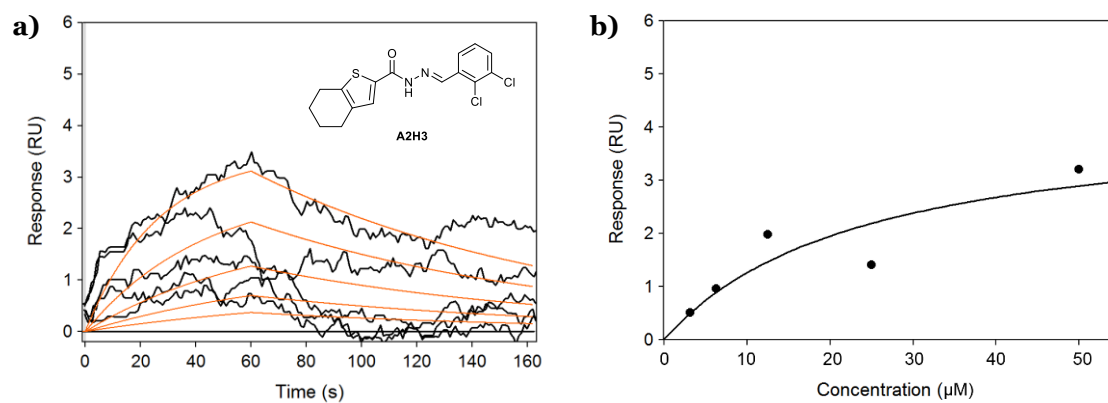 a)
6
5
4
3
2
1
0
Response (RU)
0 20 40 60 80 100 120 140 160
Time (s)
O
S
N
N
H
Cl
Cl
A2H3
b)
6
5
4
3
2
1
0
Response (RU)
0 10 20 30 40 50
Concentration (µM)